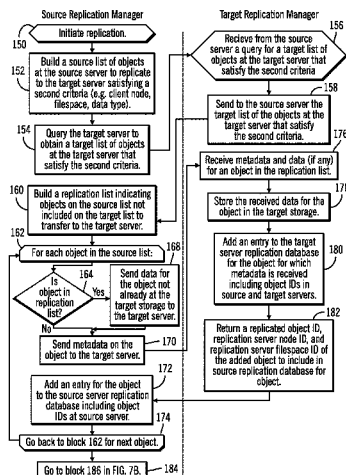 Source Replication Manager
Target Replication Manager
150
Initiate replication.
152
Build a source list of objects
at the source server to replicate
to the target server satisfying a
second criteria (e.g. client node,
filespace, data type).
154
Query the target server to
obtain a target list of objects
at the target server that satisfy
the second criteria.
156
Recieve from the source
server a query for a target list of
objects at the target server that
satisfy the second criteria.
158
Send to the source server
the target list of the objects at the
target server that satisfy
the second criteria.
160
Build a replication list indicating
objects on the source list not
included on the target list to
transfer to the target server.
162
For each object in the source list:
164
Is
object in
replication
list?
Yes
No
168
Send data for
the object not
already at the
target storage to
the target server.
170
Send metadata on the
object to the target server.
172
Add an entry for the object
to the source server replication
database including object
IDs at source server.
174
Go back to block 162 for next object.
Go to block 186 in FIG. 7B.
184
176
Receive metadata and data (if any)
for an object in the replication list.
178
Store the received data for the
object in the target storage.
Add an entry to the target
server replication database
for the object for which
metadata is received
including object IDs in
source and target servers.
180
182
Return a replicated object ID,
replication server node ID, and
replication server filespace ID of
the added object to include in
source replication database for
object.